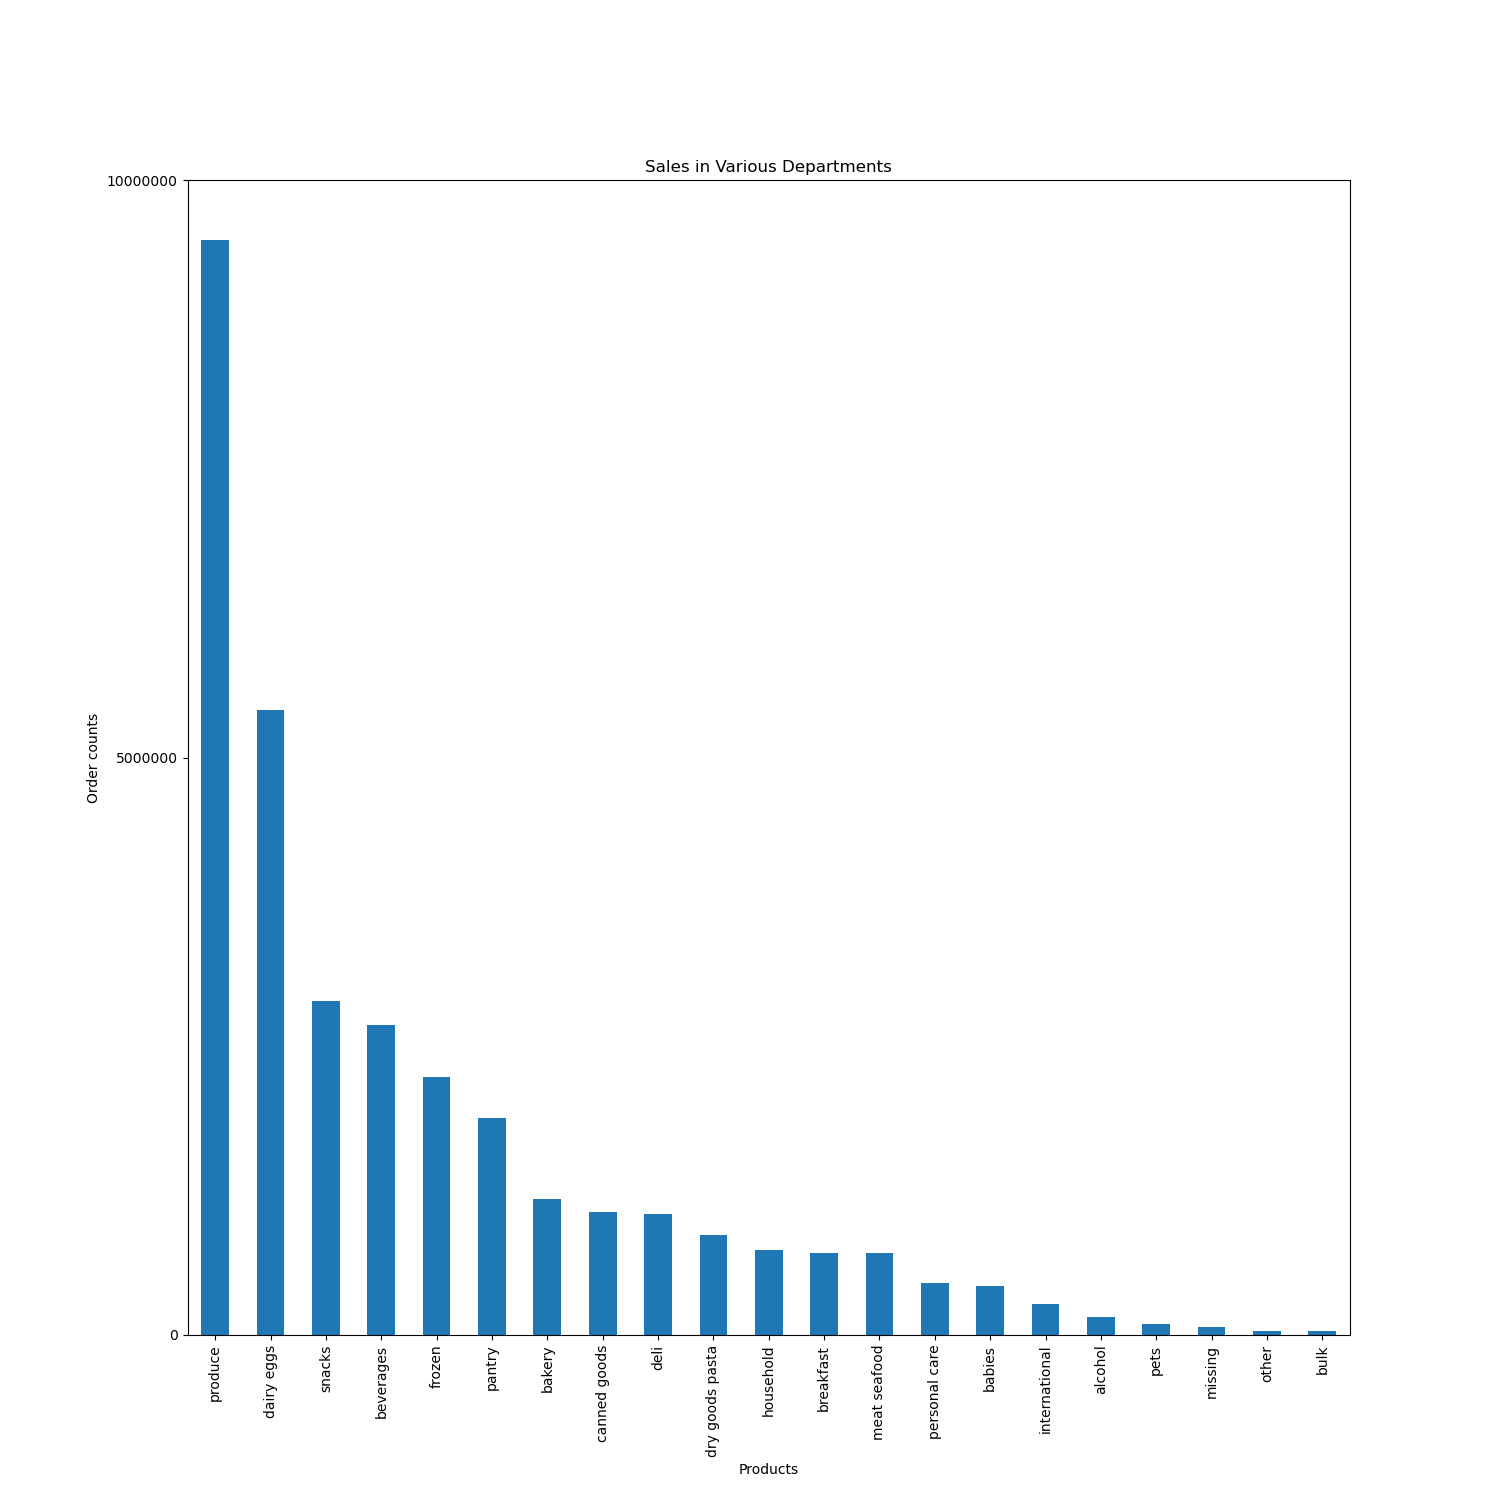 Sales in Various Departments
10000000
5000000
0
Order counts
produce
dairy eggs
snacks
beverages
frozen
pantry
bakery
canned goods
deli
dry goods pasta
household
breakfast
meat seafood
personal care
babies
international
alcohol
pets
missing
other
bulk
Products